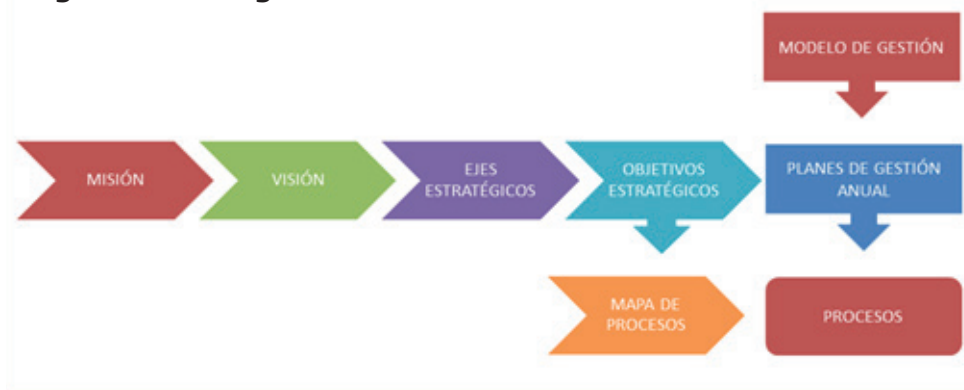 MODELO DE GESTIÓN
MISIÓN
VISIÓN
EJES
ESTRATÉGICOS
OBJETIVOS
ESTRATÉGICOS
PLANES DE GESTIÓN
ANUAL
MAPA DE
PROCESOS
PROCESOS